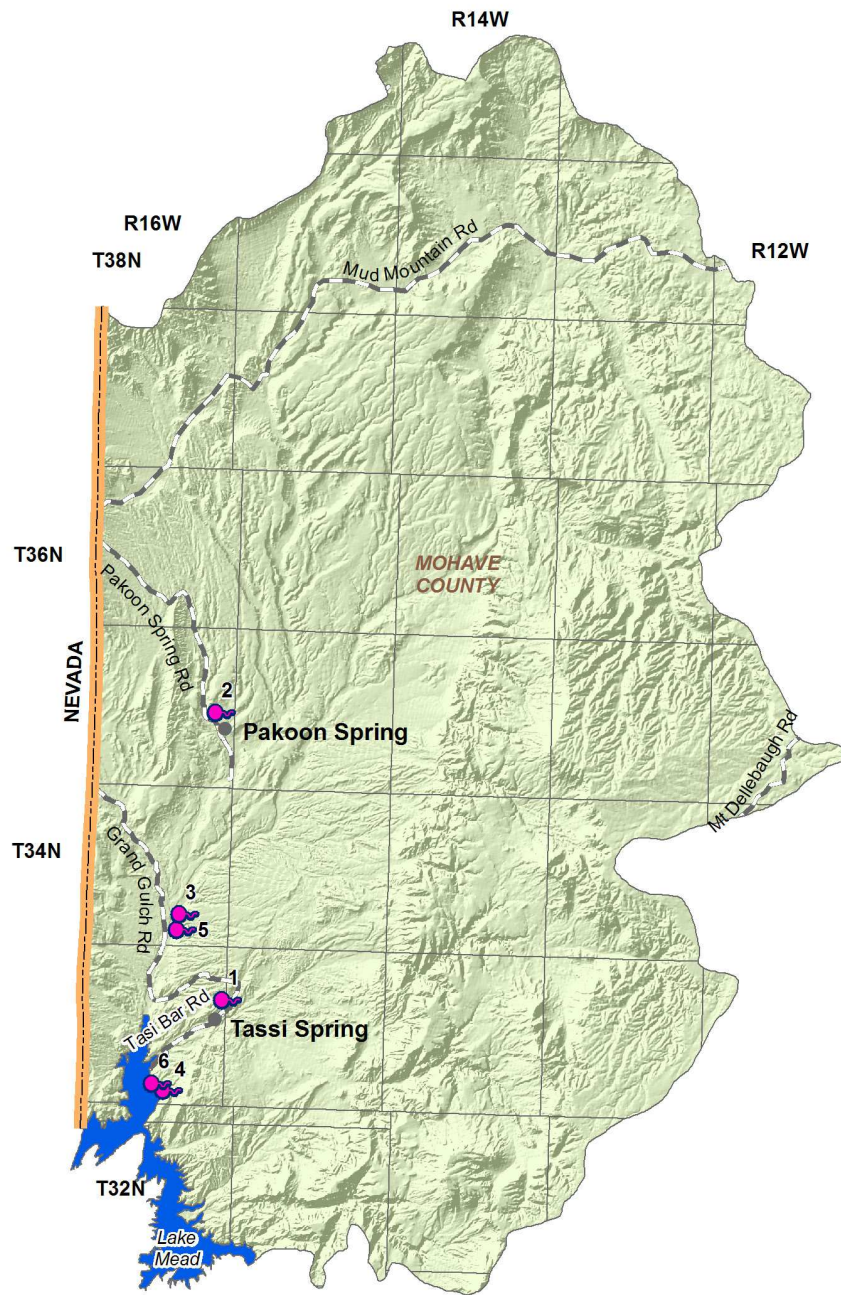 R14W
R16W
T38N
Mud Mountain Rd
R12W
T36N
MOHAVE
COUNTY
Pakoon Spring Rd
NEVADA
2
Pakoon Spring
Mt Dellebaugh Rd
T34N
Grand Gulch Rd
3
5
1
Tasi Bar Rd
Tassi Spring
6
4
T32N
Lake
Mead